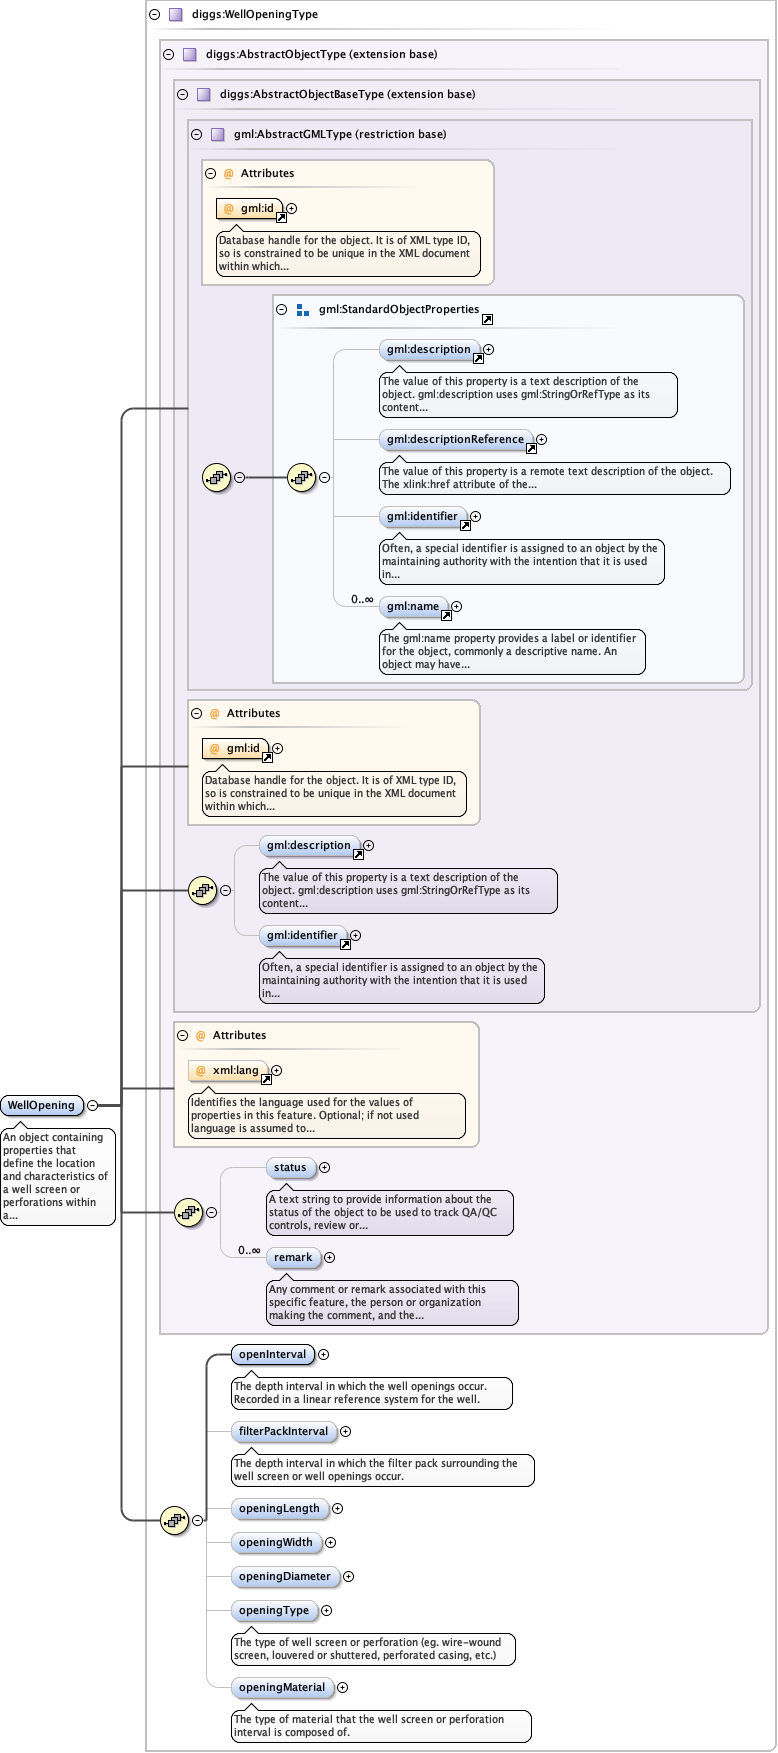 diggs:WellOpeningType
diggs:AbstractObjectType (extension base)
diggs:AbstractObjectBaseType (extension base)
gml:AbstractGMLType (restriction base)
@ Attributes
@ gml:id
Database handle for the object. It is of XML type ID,
so is constrained to be unique in the XML document
within which...
gml:StandardObjectProperties
gml:description
The value of this property is a text description of the
object. gml:description uses gml:StringOrRefType as its
content...
gml:descriptionReference
The value of this property is a remote text description of the object.
The xlink:href attribute of the...
gml:identifier
Often, a special identifier is assigned to an object by the
maintaining authority with the intention that it is used
in...
0..∞
gml:name
The gml:name property provides a label or identifier
for the object, commonly a descriptive name. An
object may have...
@ Attributes
@ gml:id
Database handle for the object. It is of XML type ID,
so is constrained to be unique in the XML document
within which...
gml:description
The value of this property is a text description of the
object. gml:description uses gml:StringOrRefType as its
content...
gml:identifier
Often, a special identifier is assigned to an object by the
maintaining authority with the intention that it is used
in...
@ Attributes
@ xml:lang
Identifies the language used for the values of
properties in this feature. Optional; if not used
language is assumed to...
WellOpening
An object containing
properties that
define the location
and characteristics of
a well screen or
perforations within
a...
status
A text string to provide information about the
status of the object to be used to track QA/QC
controls, review or...
0..∞
remark
Any comment or remark associated with this
specific feature, the person or organization
making the comment, and the...
openInterval
The depth interval in which the well openings occur.
Recorded in a linear reference system for the well.
filterPackInterval
The depth interval in which the filter pack surrounding the
well screen or well openings occur.
openingLength
openingWidth
openingDiameter
openingType
The type of well screen or perforation (eg. wire-wound
screen, louvered or shuttered, perforated casing, etc.)
openingMaterial
The type of material that the well screen or perforation
interval is composed of.